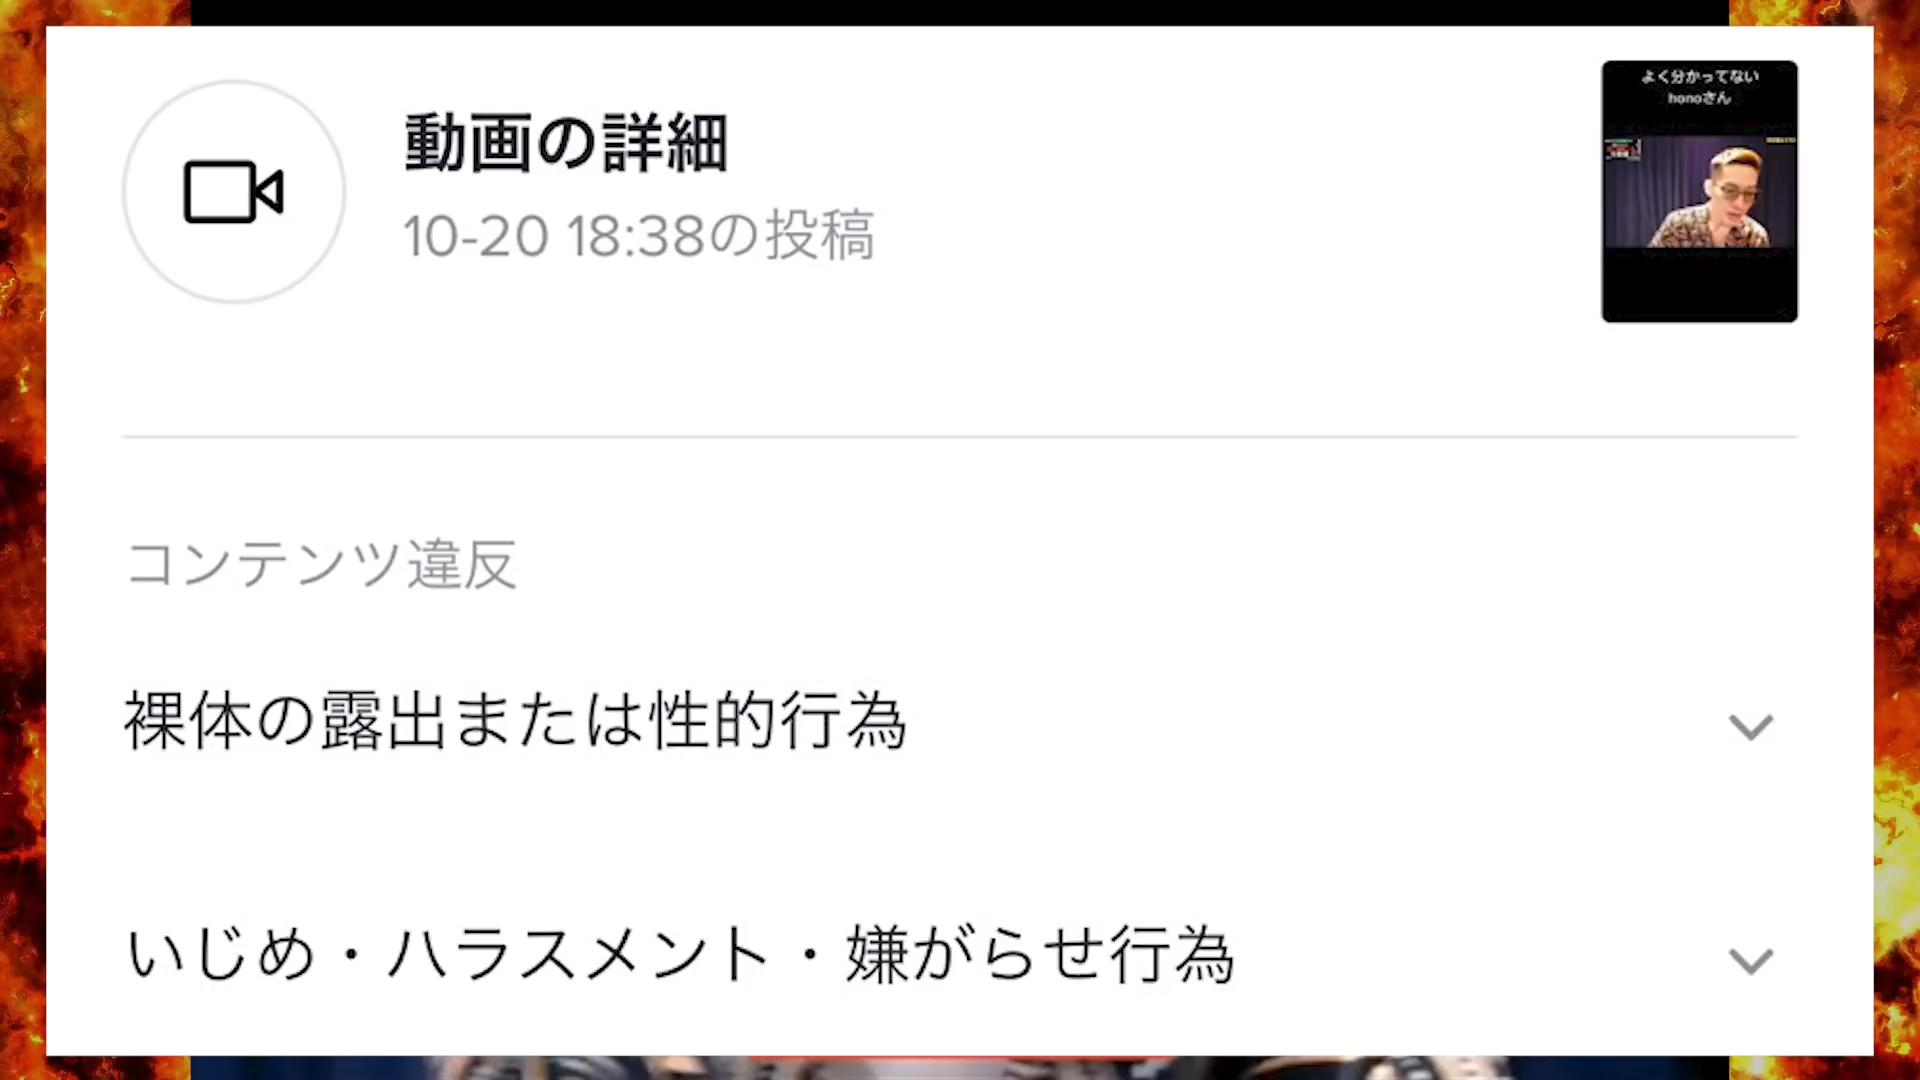 動画の詳細
10-20 18:38の投稿
よく分かってない
honoさん
コンテンツ違反
裸体の露出または性的行為
いじめ・ハラスメント・嫌がらせ行為